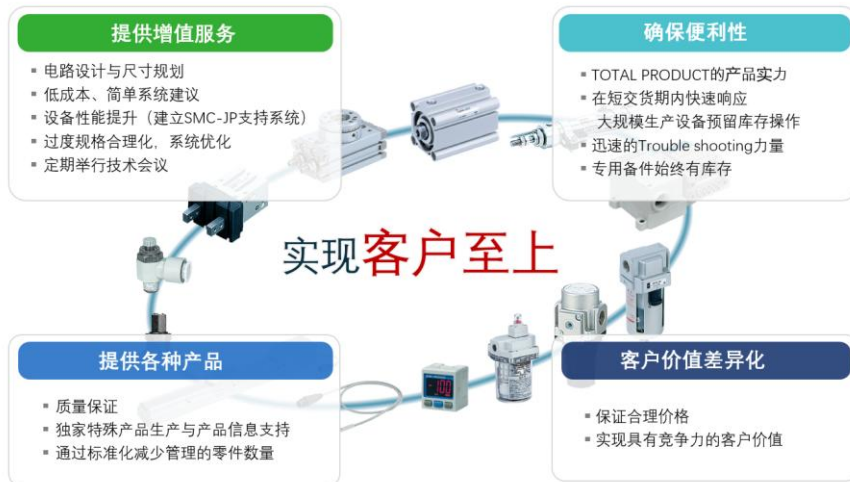 提供增值服务
▪ 电路设计与尺寸规划
▪ 低成本、简单系统建议
▪ 设备性能提升（建立SMC-JP支持系统）
▪ 过度规格合理化，系统优化
▪ 定期举行技术会议
确保便利性
▪ TOTAL PRODUCT的产品实力
▪ 在短交货期内快速响应
大规模生产设备预留库存操作
▪ 迅速的Trouble shooting力量
▪ 专用备件始终有库存
实现客户至上
提供各种产品
▪ 质量保证
▪ 独家特殊产品生产与产品信息支持
▪ 通过标准化减少管理的零件数量
客户价值差异化
▪ 保证合理价格
▪ 实现具有竞争力的客户价值